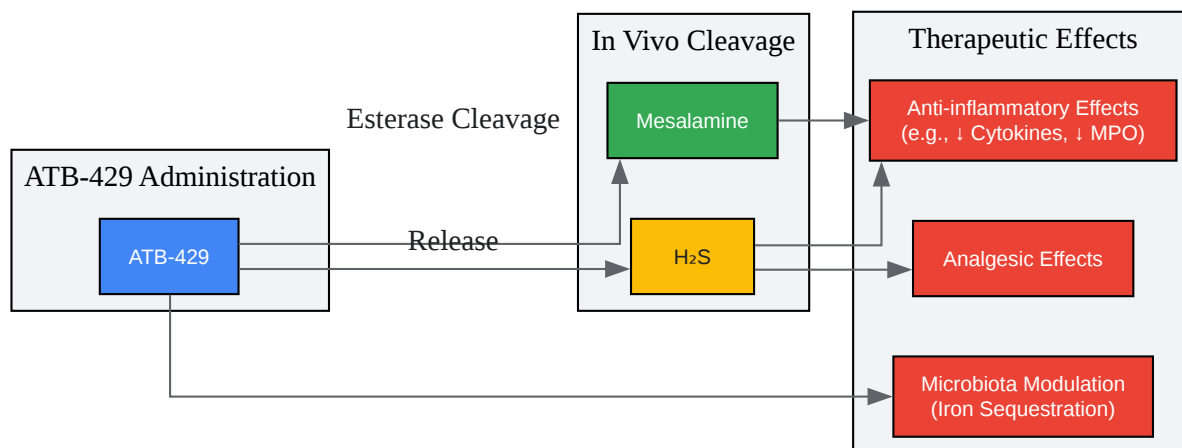 ATB-429 Administration
ATB-429
Esterase Cleavage
Release
In Vivo Cleavage
Mesalamine
H₂S
Therapeutic Effects
Anti-inflammatory Effects
(e.g., ↓ Cytokines, ↓ MPO)
Analgesic Effects
Microbiota Modulation
(Iron Sequestration)